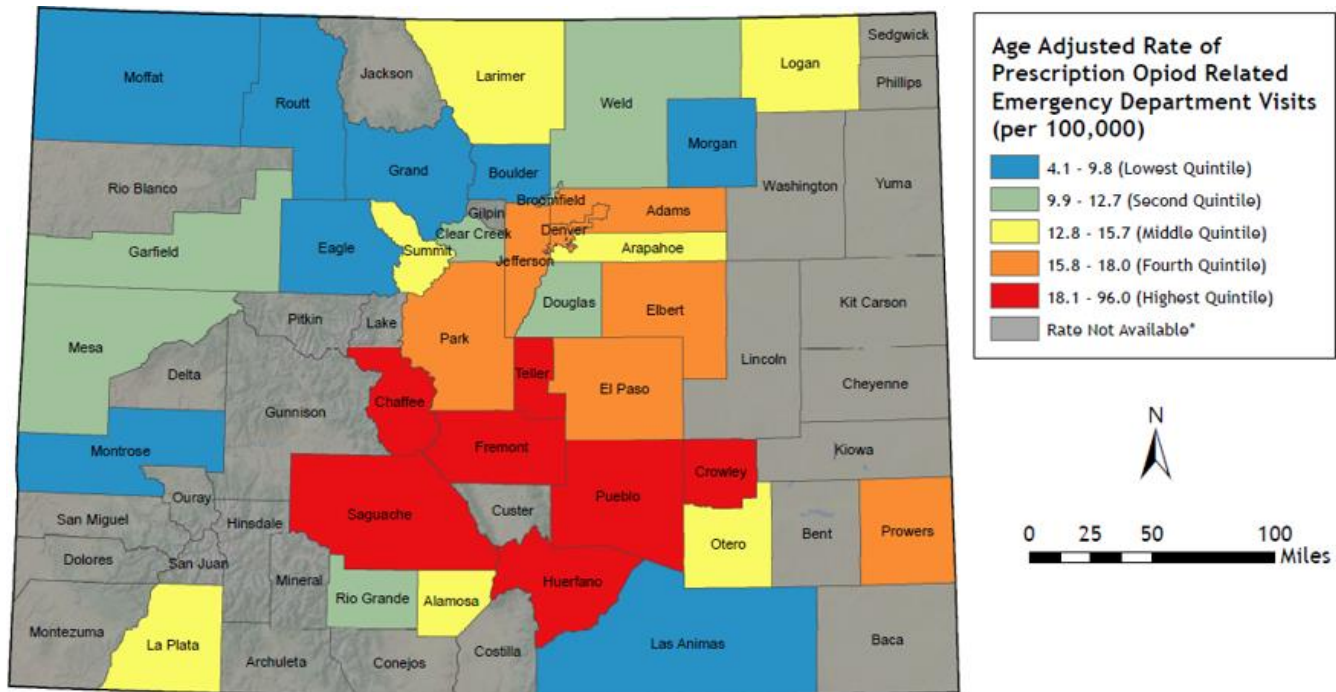 Age Adjusted Rate of
Prescription Opiod Related
Emergency Department Visits
(per 100,000)
4.1 - 9.8 (Lowest Quintile)
9.9 - 12.7 (Second Quintile)
12.8 - 15.7 (Middle Quintile)
15.8 - 18.0 (Fourth Quintile)
18.1 - 96.0 (Highest Quintile)
Rate Not Available*
N
0 25 50 100
Miles
Moffat
Routt
Jackson
Larimer
Weld
Logan
Sedgwick
Phillips
Morgan
Rio Blanco
Grand
Boulder
Washington
Yuma
Broomfield
Gilpin
Adams
Clear Creek
Denver
Garfield
Eagle
Summit
Jefferson
Arapahoe
Kit Carson
Pitkin
Lake
Park
Douglas
Elbert
Mesa
Lincoln
Delta
Teller
El Paso
Cheyenne
Chaffee
Gunnison
Fremont
Montrose
Kiowa
Crowley
Ouray
Pueblo
Saguache
Custer
San Miguel
Hinsdale
Bent
Prowers
Otero
Dolores
San Juan
Mineral
Huerfano
Rio Grande
Alamosa
Montezuma
La Plata
Archuleta
Conejos
Costilla
Las Animas
Baca